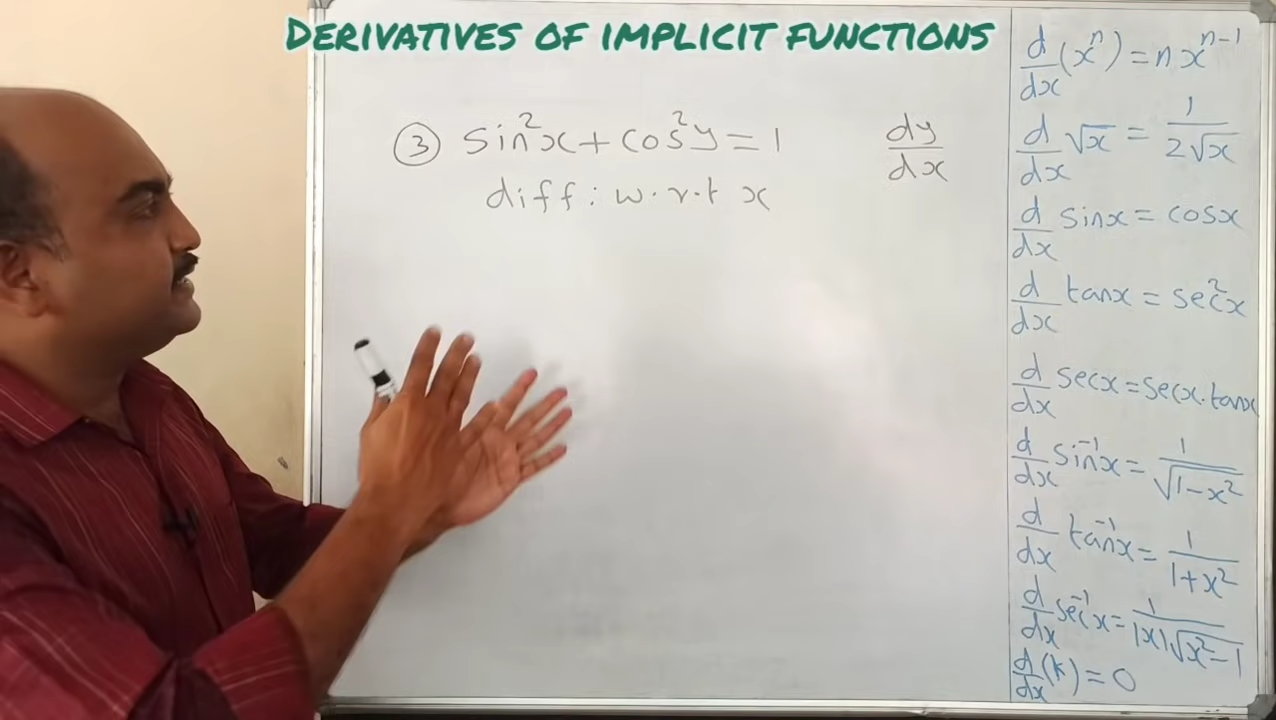 DERIVATIVES OF IMPLICIT FUNCTIONS
③ sin²x + cos²y = 1 dy/dx
diff: w.r.t x
d/dx (xⁿ) = n xⁿ⁻¹
d/dx √x = 1/2√x
d/dx sinx = cosx
d/dx tanx = sec²x
d/dx secx = secx.tanx
d/dx sin⁻¹x = 1/√1-x²
d/dx tan⁻¹x = 1/1+x²
d/dx sec⁻¹x = 1/|x|√x²-1
d/dx (k) = 0